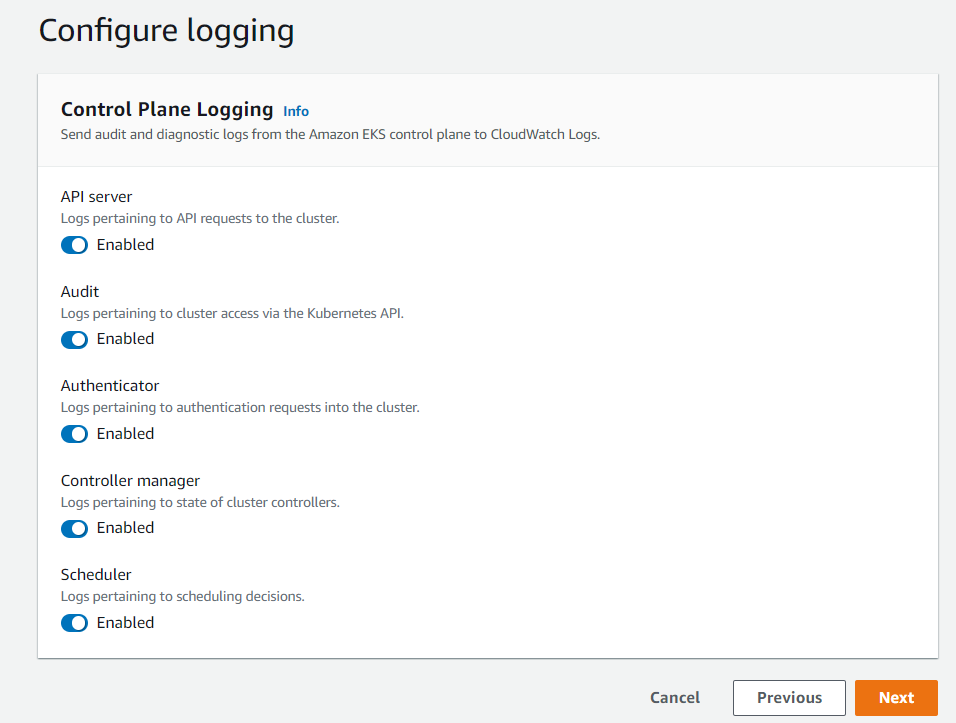 Configure logging
Control Plane Logging Info
Send audit and diagnostic logs from the Amazon EKS control plane to CloudWatch Logs.
API server
Logs pertaining to API requests to the cluster.
Enabled
Audit
Logs pertaining to cluster access via the Kubernetes API.
Enabled
Authenticator
Logs pertaining to authentication requests into the cluster.
Enabled
Controller manager
Logs pertaining to state of cluster controllers.
Enabled
Scheduler
Logs pertaining to scheduling decisions.
Enabled
Cancel Previous Next